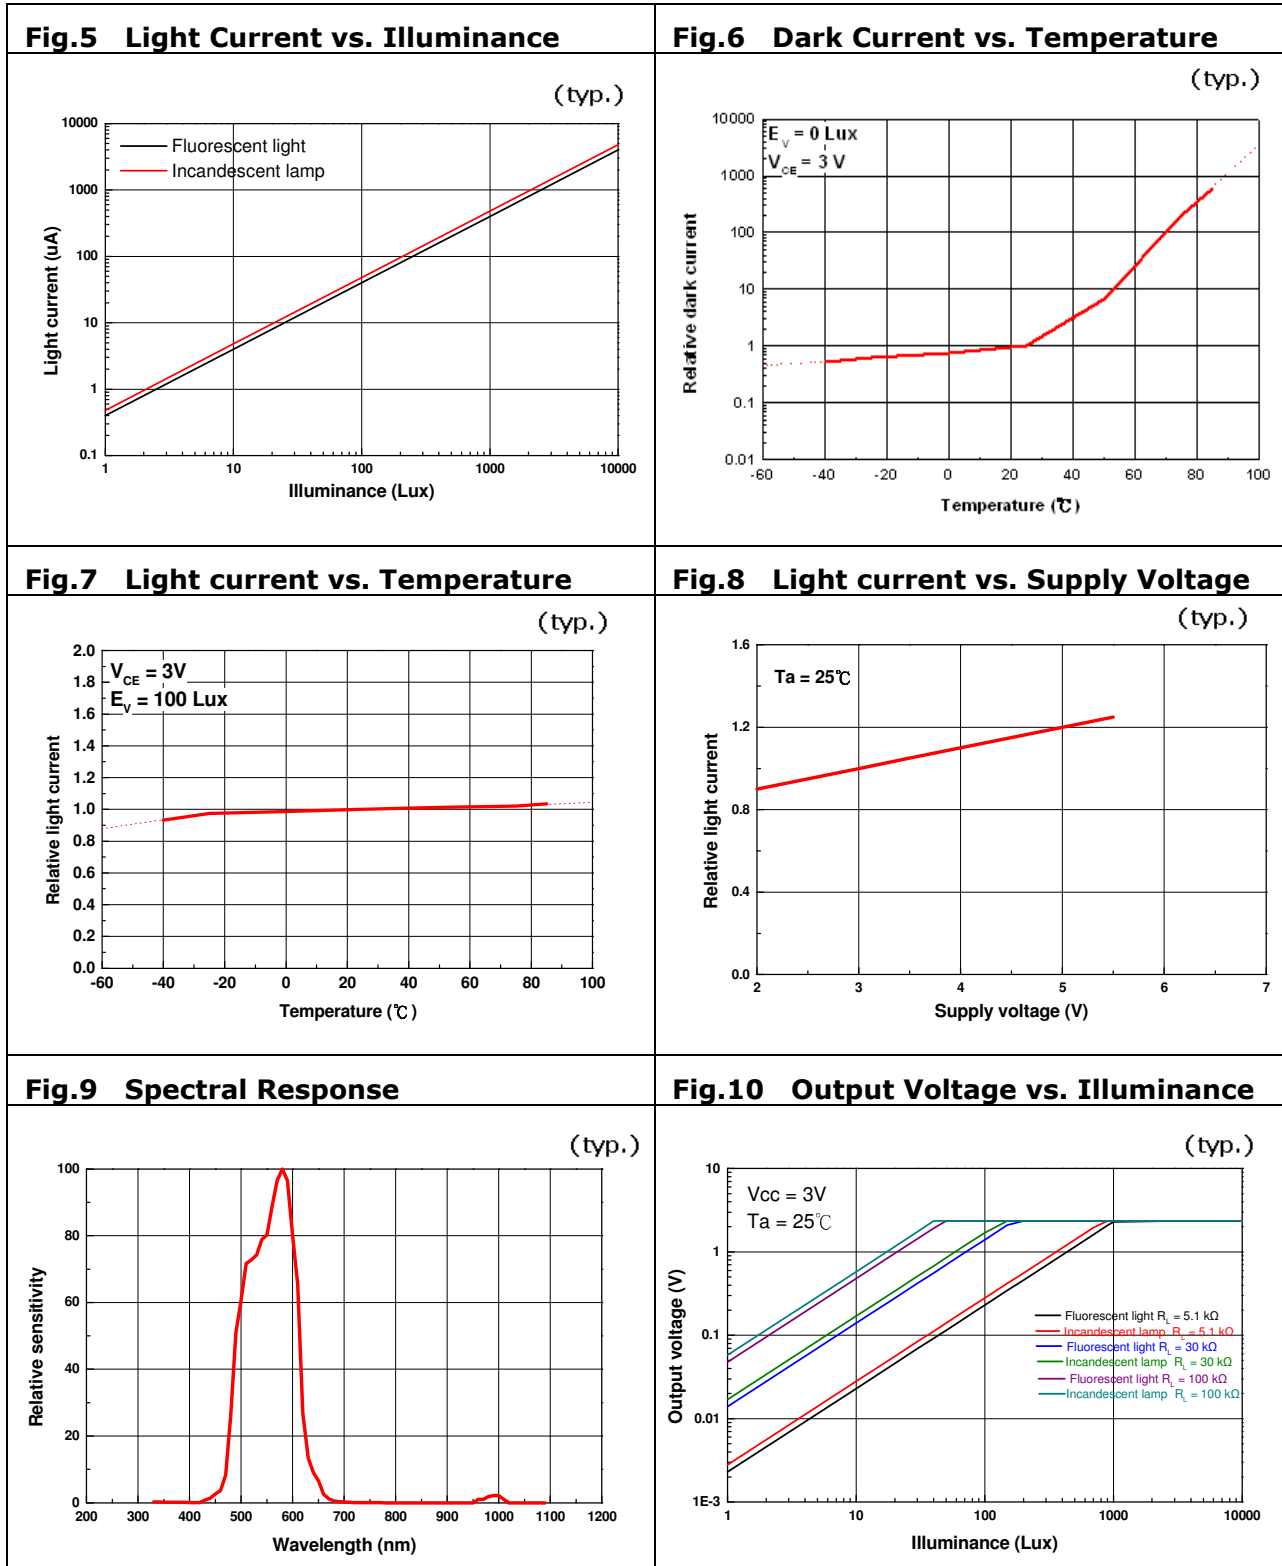 Fig.5 Light Current vs. Illuminance
(typ.)
Fluorescent light
Incandescent lamp
10000
1000
100
10
1
0.1
1 10 100 1000 10000
Light current (uA)
Illuminance (Lux)
Fig.6 Dark Current vs. Temperature
(typ.)
E_V = 0 Lux
V_CE = 3 V
10000
1000
100
10
1
0.1
0.01
-60 -40 -20 0 20 40 60 80 100
Relative dark current
Temperature (℃)
Fig.7 Light current vs. Temperature
(typ.)
V_CE = 3V
E_V = 100 Lux
2.0
1.8
1.6
1.4
1.2
1.0
0.8
0.6
0.4
0.2
0.0
-60 -40 -20 0 20 40 60 80 100
Relative light current
Temperature (℃)
Fig.8 Light current vs. Supply Voltage
(typ.)
Ta = 25℃
1.6
1.2
0.8
0.4
0.0
2 3 4 5 6 7
Relative light current
Supply voltage (V)
Fig.9 Spectral Response
(typ.)
100
80
60
40
20
0
200 300 400 500 600 700 800 900 1000 1100 1200
Relative sensitivity
Wavelength (nm)
Fig.10 Output Voltage vs. Illuminance
(typ.)
Vcc = 3V
Ta = 25℃
10
1
0.1
0.01
1E-3
1 10 100 1000 10000
Fluorescent light R_L = 5.1 kΩ
Incandescent lamp R_L = 5.1 kΩ
Fluorescent light R_L = 30 kΩ
Incandescent lamp R_L = 30 kΩ
Fluorescent light R_L = 100 kΩ
Incandescent lamp R_L = 100 kΩ
Output voltage (V)
Illuminance (Lux)